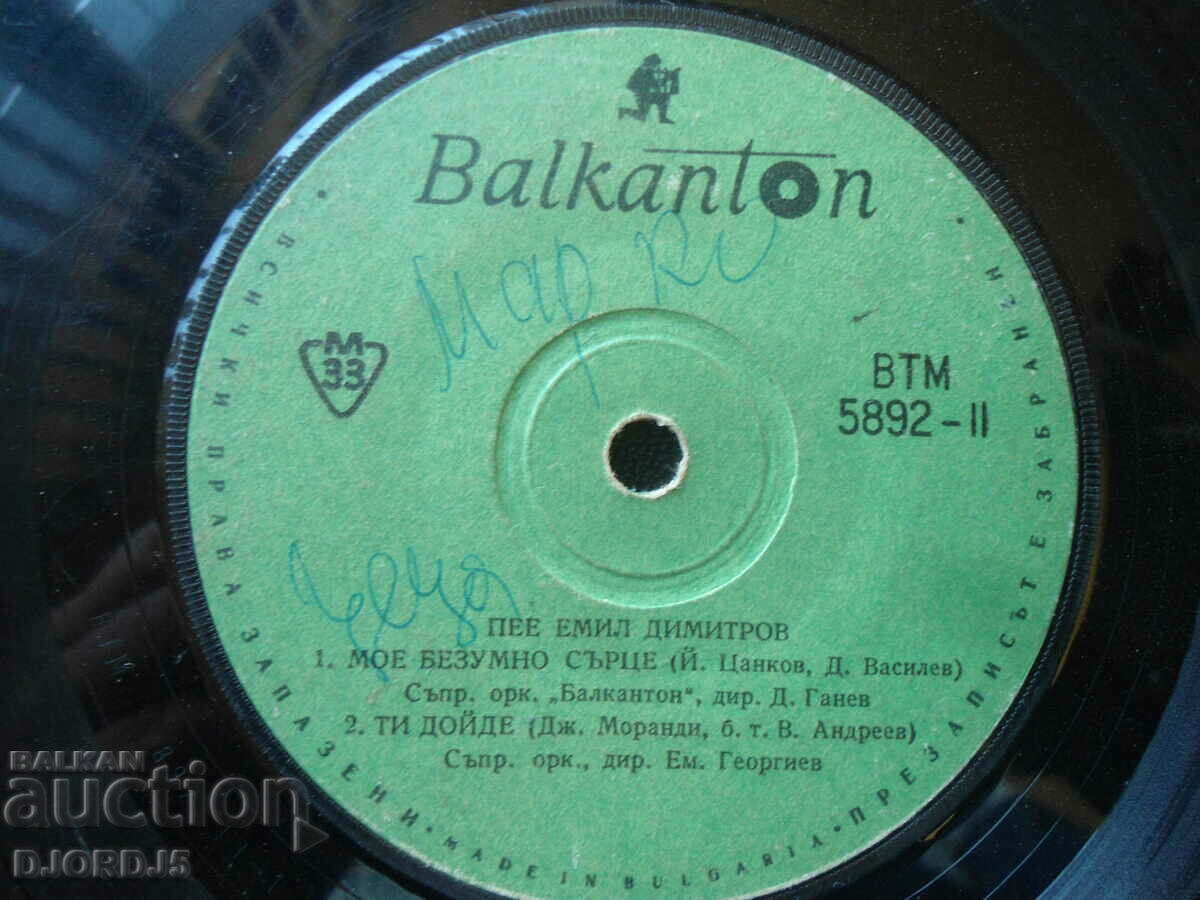 Balkanton
Марко
М
33
ВТМ
5892-II
ПЕЕ ЕМИЛ ДИМИТРОВ
1. МОЕ БЕЗУМНО СЪРЦЕ (Й. Цанков, Д. Василев)
Съпр. орк. „Балкантон“, дир. Д. Ганев
2. ТИ ДОЙДЕ (Дж. Моранди, б. т. В. Андреев)
Съпр. орк., дир. Ем. Георгиев
ВСИЧКИ ПРАВА ЗАПАЗЕНИ • MADE IN BULGARIA • ПРЕЗАПИСЪТ Е ЗАБРАНЕН •
BALKAN
auction
DJORDJ5